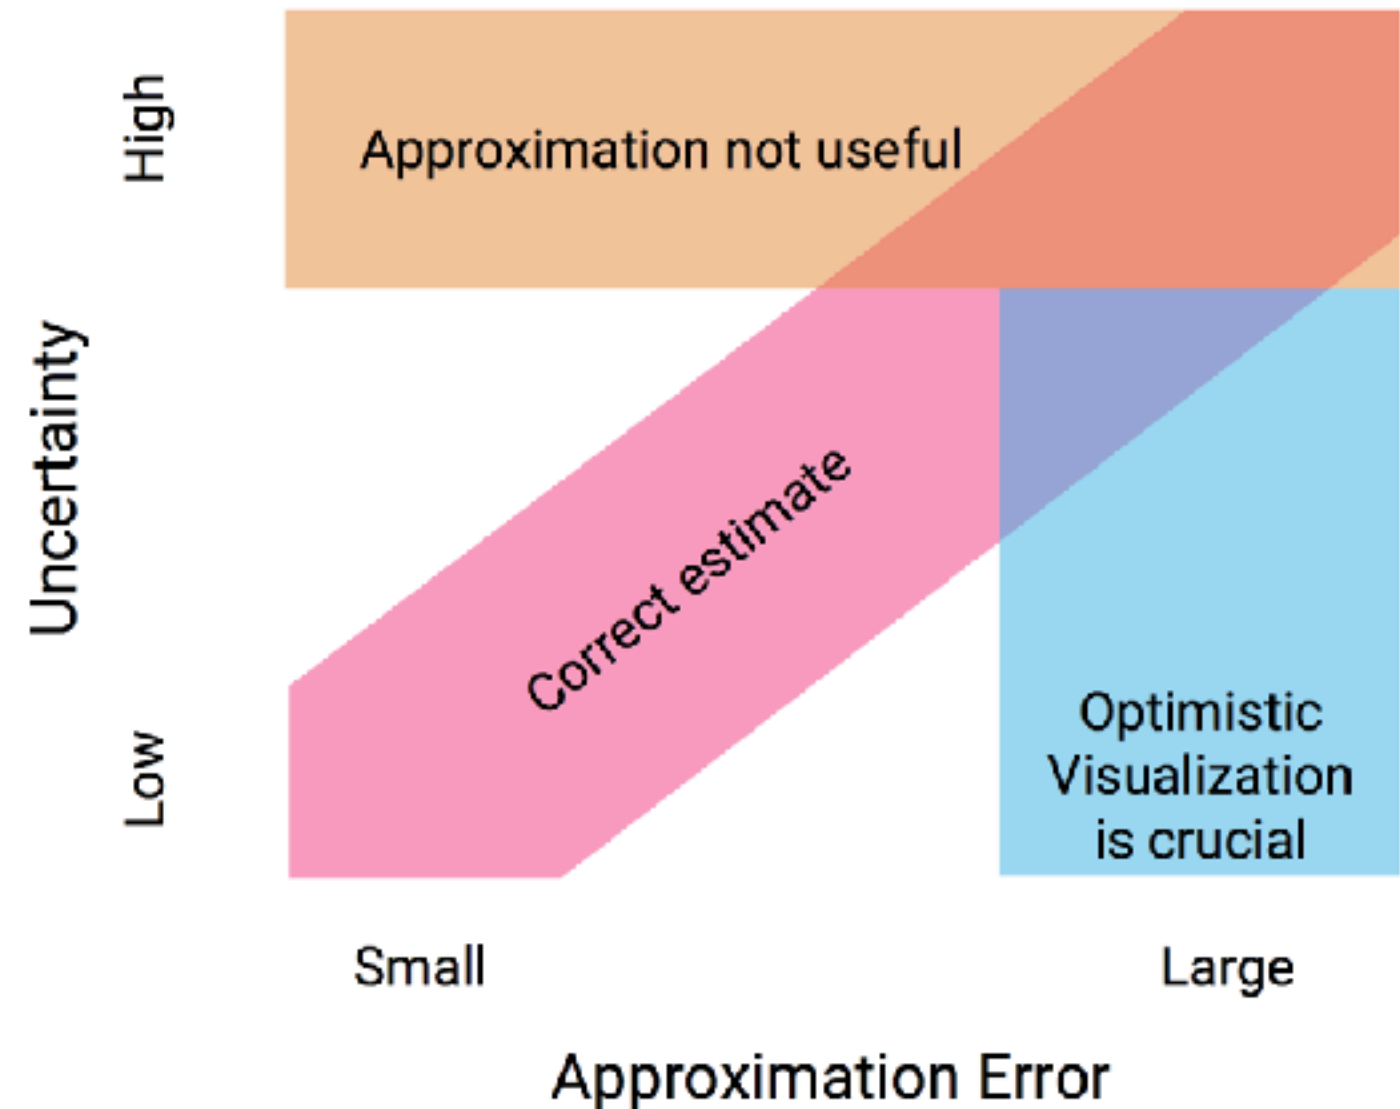 High
Approximation not useful
Uncertainty
Correct estimate
Low
Optimistic
Visualization
is crucial
Small
Large
Approximation Error